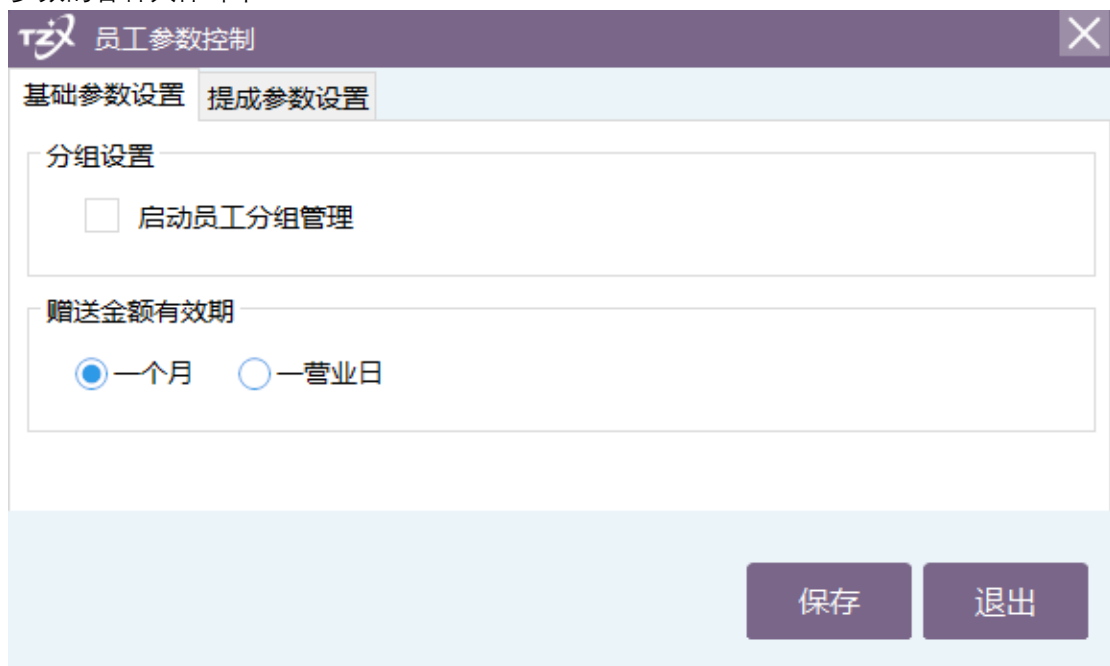 TZX 员工参数控制
基础参数设置 提成参数设置
分组设置
启动员工分组管理
赠送金额有效期
一个月 一营业日
保存 退出